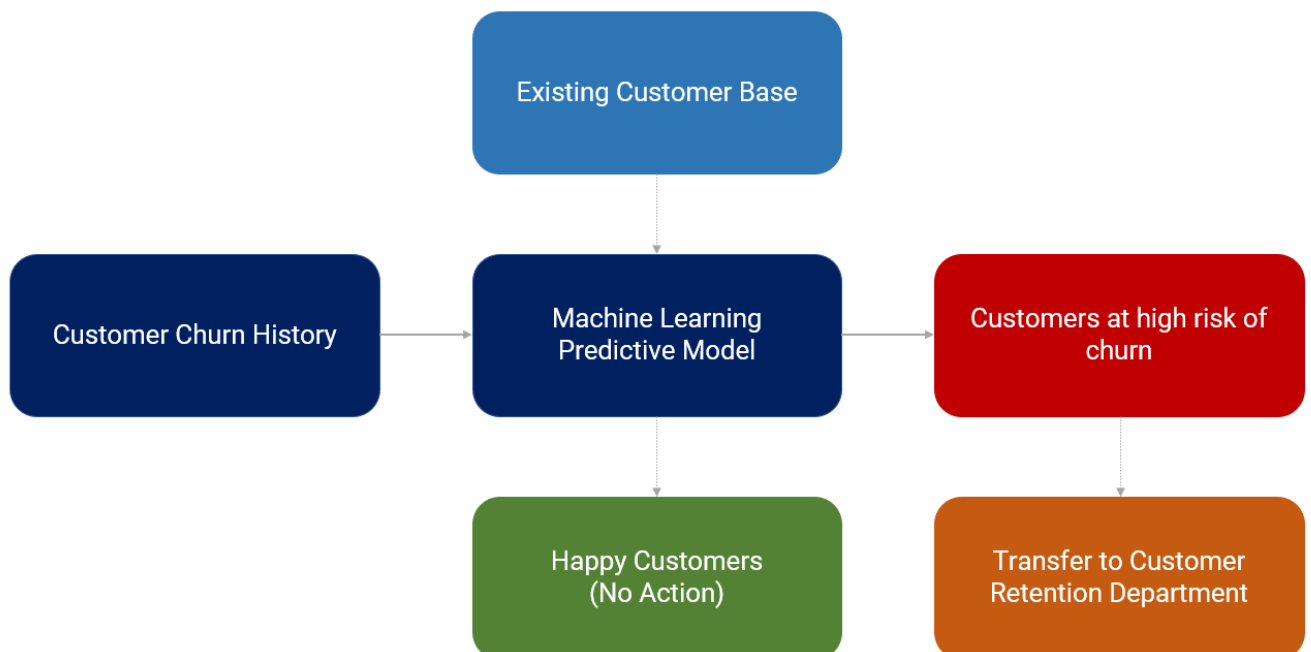 Existing Customer Base
Customer Churn History
Machine Learning
Predictive Model
Customers at high risk of
churn
Happy Customers
(No Action)
Transfer to Customer
Retention Department